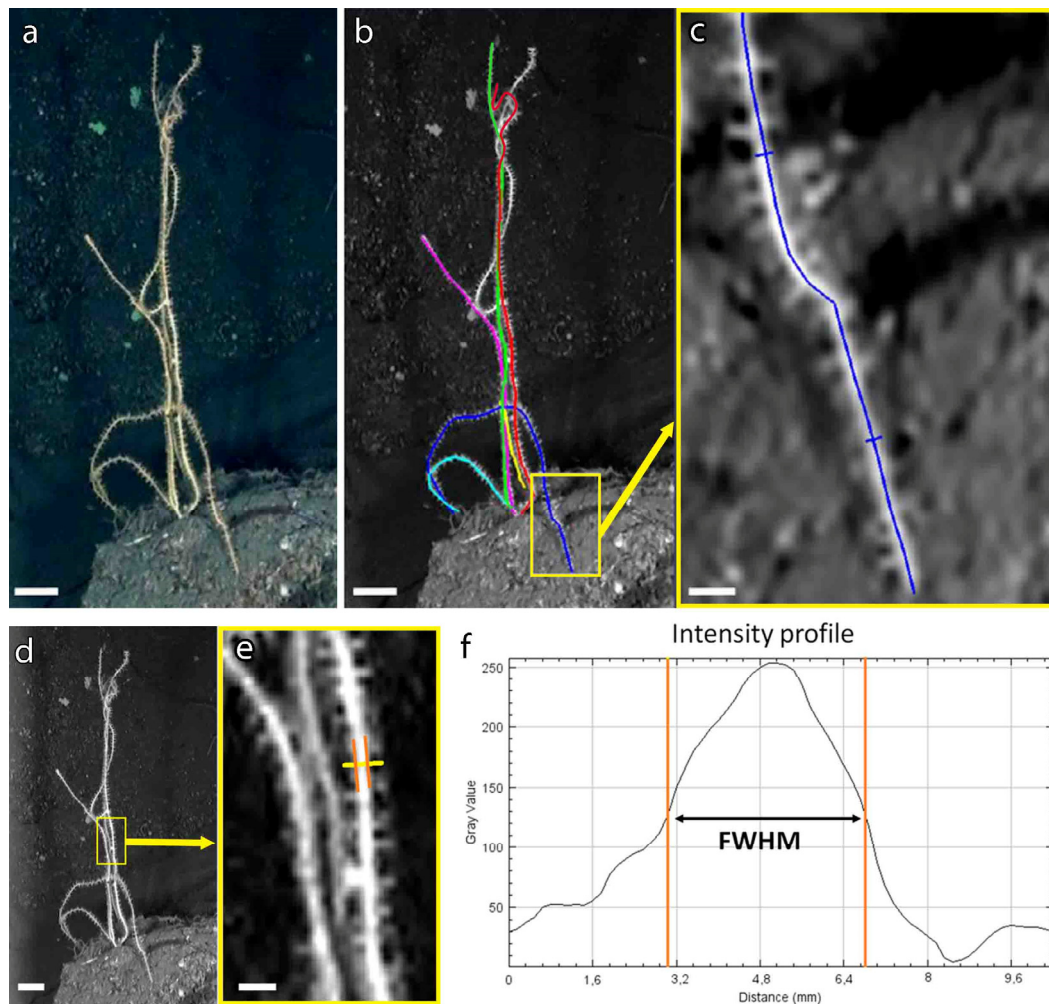 a
b
c
d
e
f
Intensity profile
250
200
150
100
50
Gray Value
FWHM
0
1,6
3,2
4,8
6,4
8
9,6
Distance (mm)